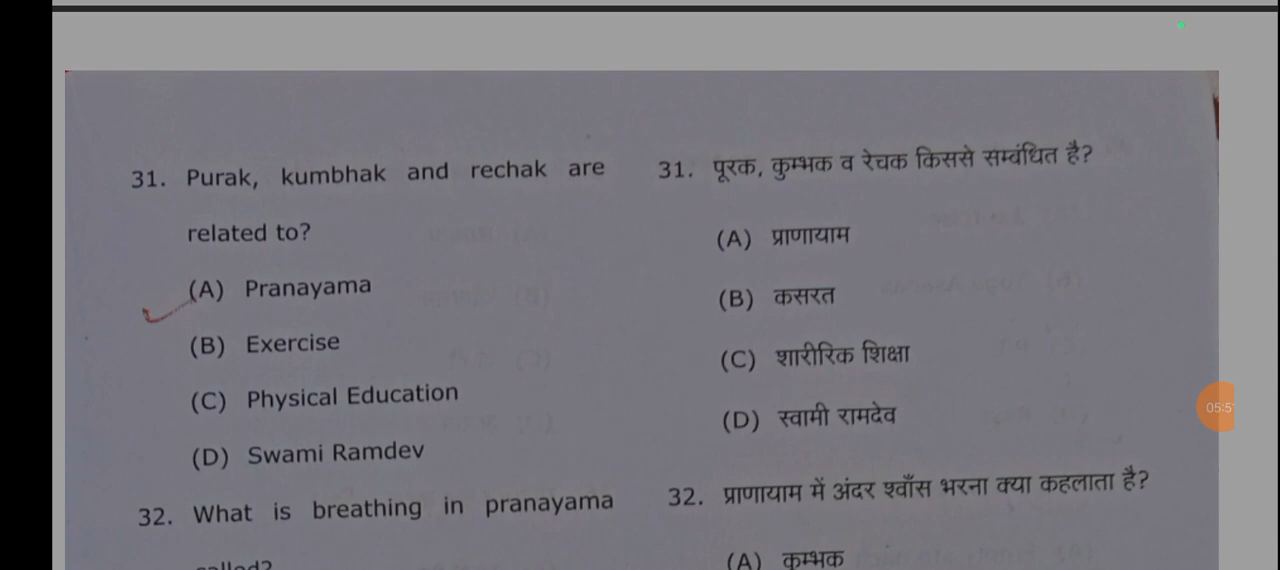 31. Purak, kumbhak and rechak are
related to?
(A) Pranayama
(B) Exercise
(C) Physical Education
(D) Swami Ramdev
32. What is breathing in pranayama
called?
31. पूरक, कुम्भक व रेचक किससे सम्बंधित है?
(A) प्राणायाम
(B) कसरत
(C) शारीरिक शिक्षा
(D) स्वामी रामदेव
32. प्राणायाम में अंदर श्वाँस भरना क्या कहलाता है?
(A) कुम्भक